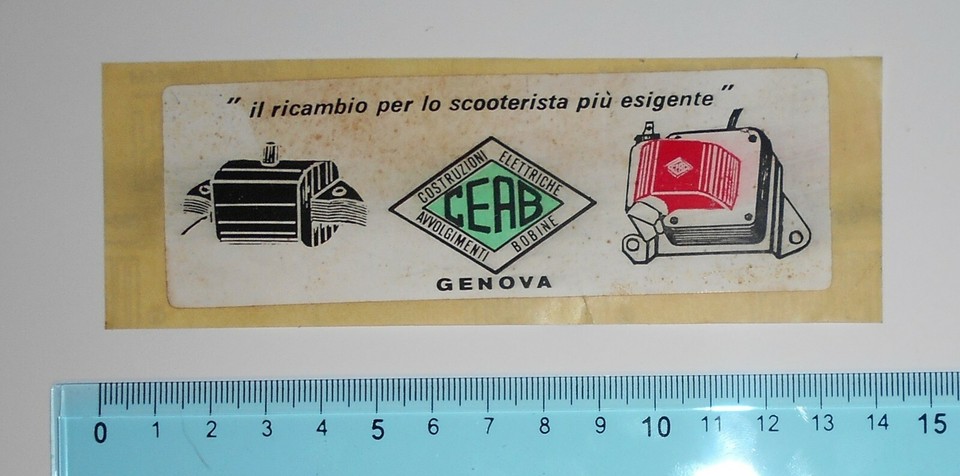 " il ricambio per lo scooterista più esigente "
COSTRUZIONI ELETTRICHE
CEAB
AVVOLGIMENTI BOBINE
GENOVA
0 1 2 3 4 5 6 7 8 9 10 11 12 13 14 15